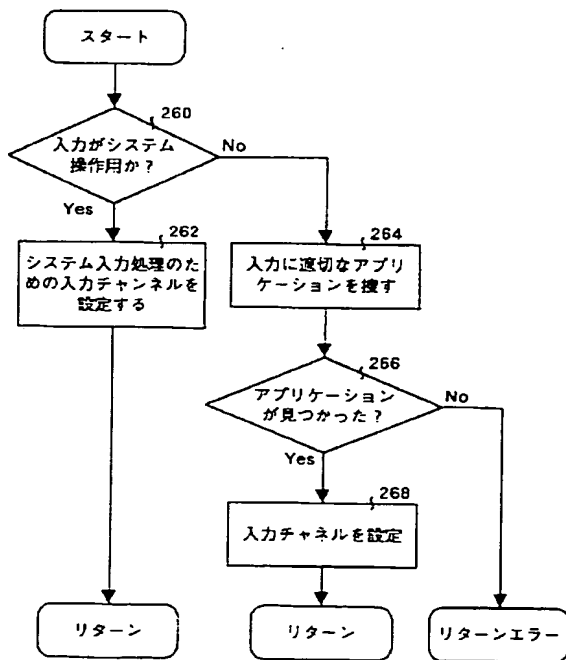 スタート
260
入力がシステム
操作用か?
No
Yes
262
システム入力処理のた
めの入力チャンネルを
設定する
264
入力に適切なアプリ
ケーションを捜す
266
アプリケーション
が見つかった?
No
Yes
268
入力チャネルを設定
リターン
リターン
リターンエラー